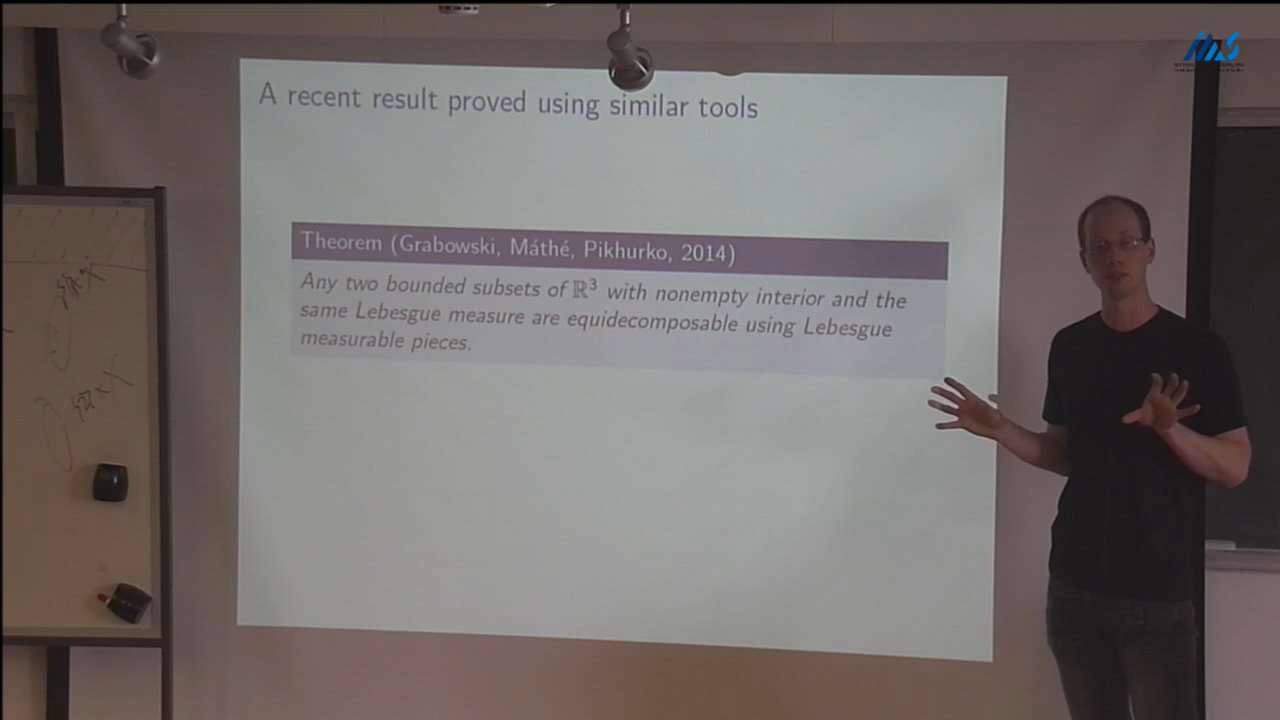 A recent result proved using similar tools
Theorem (Grabowski, Máthé, Pikhurko, 2014)
Any two bounded subsets of ℝ³ with nonempty interior and the
same Lebesgue measure are equidecomposable using Lebesgue
measurable pieces.